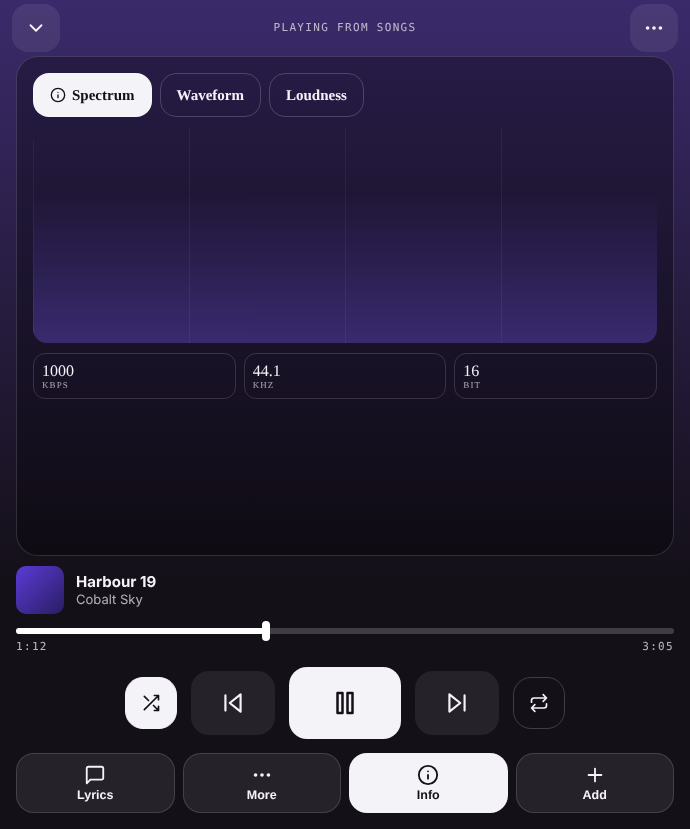 PLAYING FROM SONGS
Spectrum Waveform Loudness
1000 44.1 16
KBPS KHZ BIT
Harbour 19
Cobalt Sky
1:12 3:05
Lyrics More Info Add